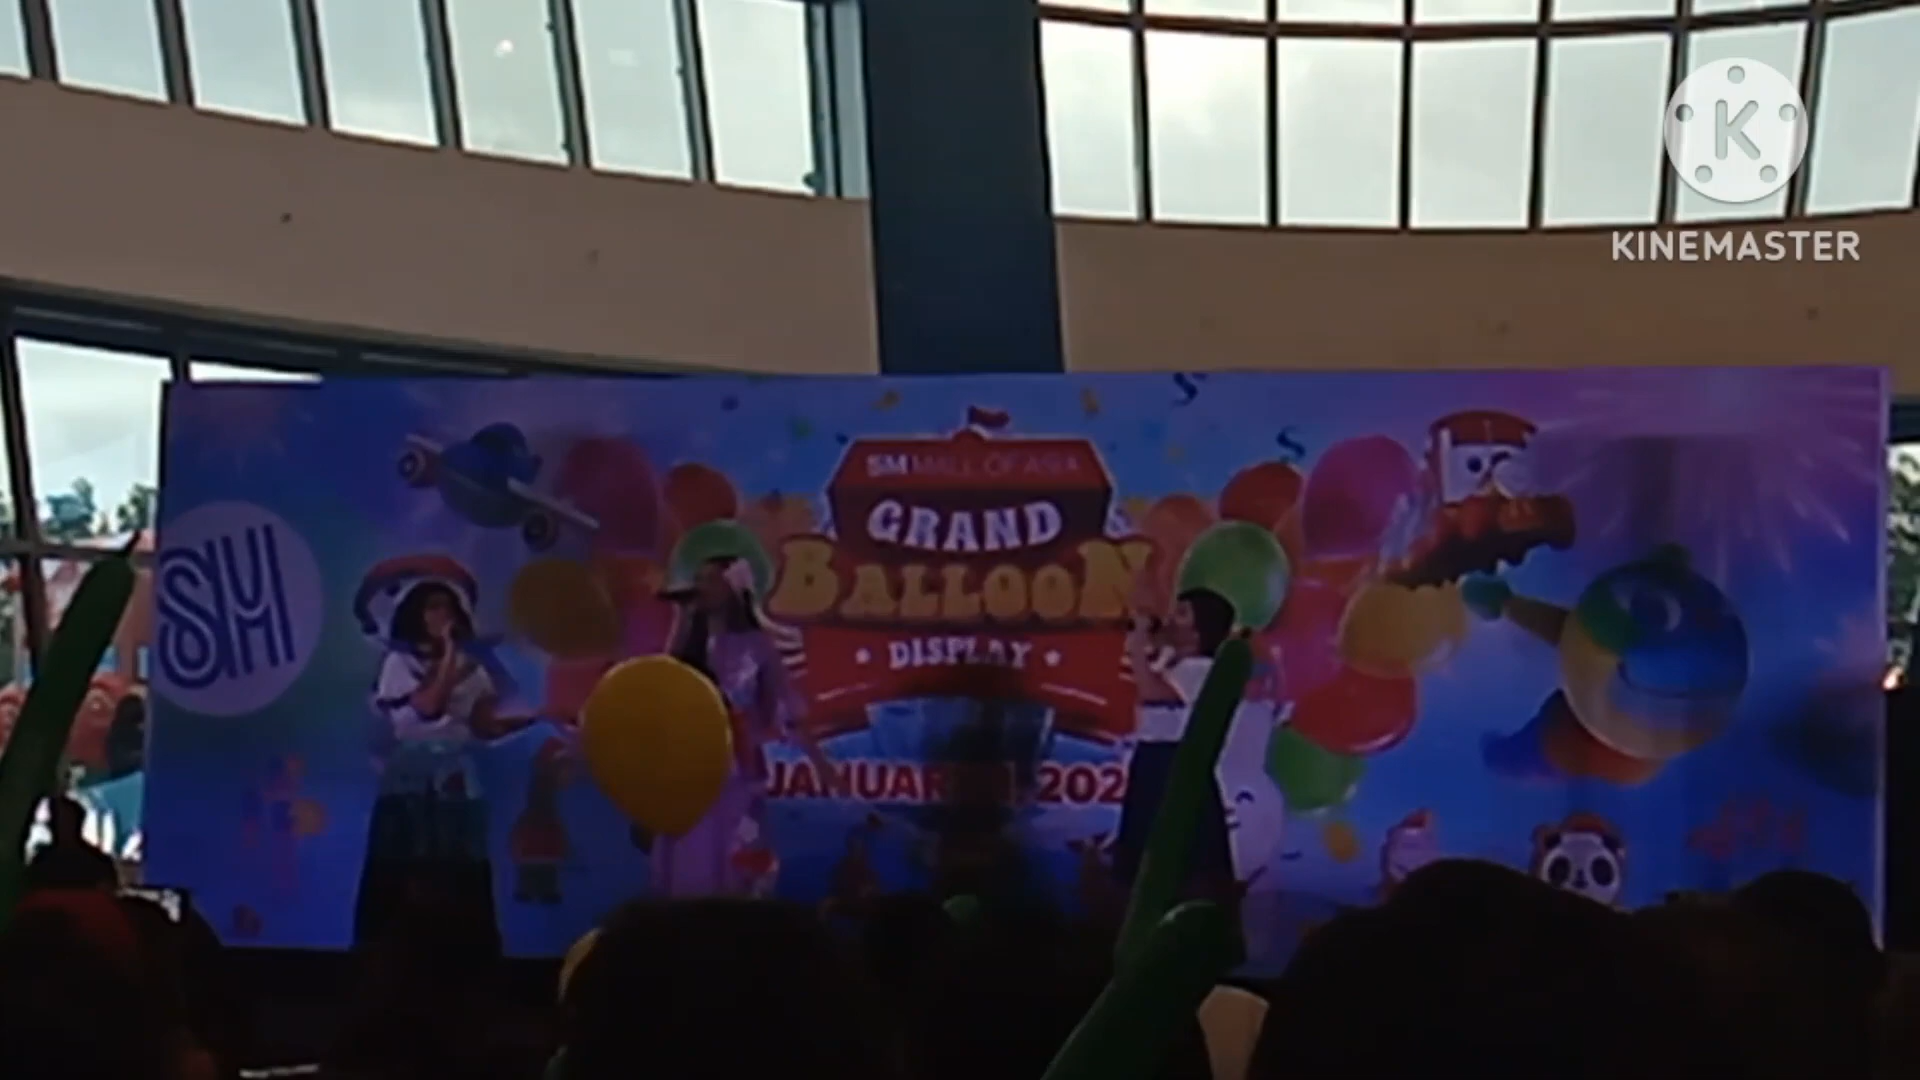 KINEMASTER
SM MALL OF ASIA
GRAND
BALLOON
• DISPLAY •
SM